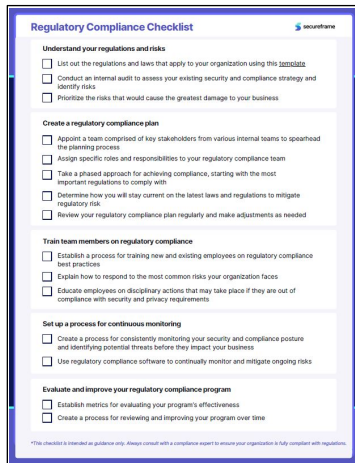 Regulatory Compliance Checklist
secureframe
Understand your regulations and risks
List out the regulations and laws that apply to your organization using this template
Conduct an internal audit to assess your existing security and compliance strategy and
identify risks
Prioritize the risks that would cause the greatest damage to your business
Create a regulatory compliance plan
Appoint a team comprised of key stakeholders from various internal teams to spearhead
the planning process
Assign specific roles and responsibilities to your regulatory compliance team
Take a phased approach for achieving compliance, starting with the most
important regulations to comply with
Determine how you will stay current on the latest laws and regulations to mitigate
regulatory risk
Review your regulatory compliance plan regularly and make adjustments as needed
Train team members on regulatory compliance
Establish a process for training new and existing employees on regulatory compliance
best practices
Explain how to respond to the most common risks your organization faces
Educate employees on disciplinary actions that may take place if they are out of
compliance with security and privacy requirements
Set up a process for continuous monitoring
Create a process for consistently monitoring your security and compliance posture
and identifying potential threats before they impact your business
Use regulatory compliance software to continually monitor and mitigate ongoing risks
Evaluate and improve your regulatory compliance program
Establish metrics for evaluating your program's effectiveness
Create a process for reviewing and improving your program over time
*This checklist is intended as guidance only. Always consult with a compliance expert to ensure your organization is fully compliant with regulations.